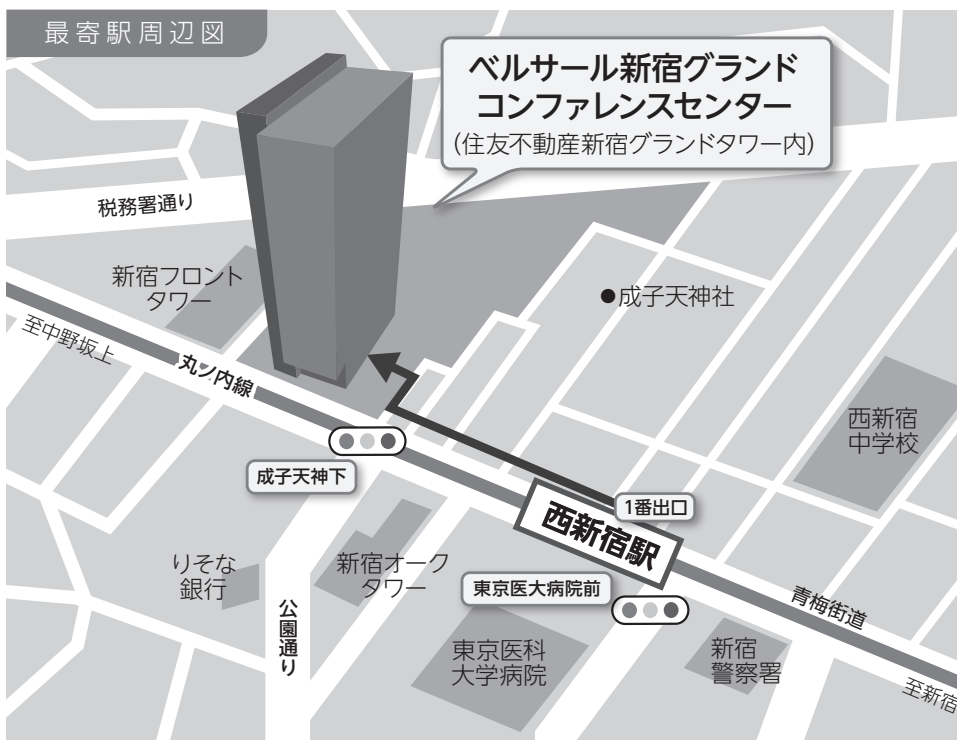 最寄駅周辺図
ベルサール新宿グランド
コンファレンスセンター
(住友不動産新宿グランドタワー内)
税務署通り
新宿フロント
タワー
●成子天神社
至中野坂上
丸ノ内線
西新宿
中学校
成子天神下
1番出口
西新宿駅
りそな
銀行
新宿オーク
タワー
東京医大病院前
青梅街道
公園通り
東京医科
大学病院
新宿
警察署
至新宿